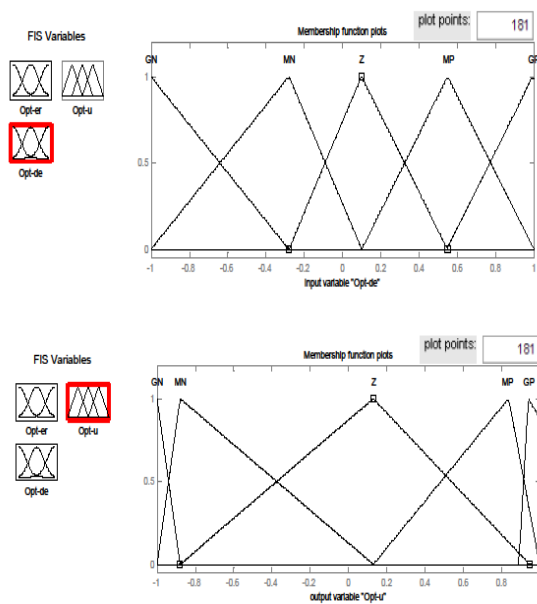 plot points: 181
FIS Variables
Membership function plots
GN MN Z MP GP
Opt-er Opt-u
Opt-de
1
0.5
0
-1 -0.8 -0.6 -0.4 -0.2 0 0.2 0.4 0.6 0.8 1
input variable "Opt-de"
plot points: 181
FIS Variables
Membership function plots
GN MN Z MP GP
Opt-er Opt-u
Opt-de
1
0.5
0
-1 -0.8 -0.6 -0.4 -0.2 0 0.2 0.4 0.6 0.8
output variable "Opt-u"